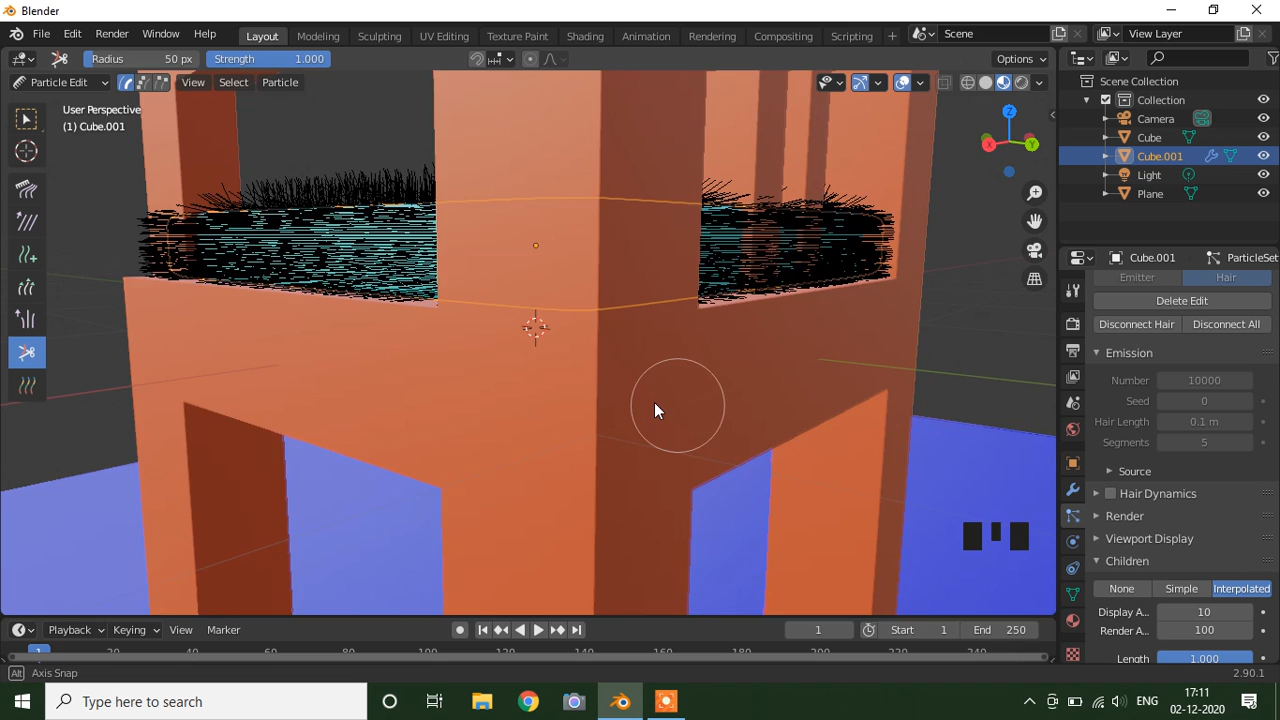 Blender
File Edit Render Window Help
Layout Modeling Sculpting UV Editing Texture Paint Shading Animation Rendering Compositing Scripting
Scene
View Layer
Radius 50 px
Strength 1.000
Options
Particle Edit
View Select Particle
User Perspective
(1) Cube.001
Z
X
Y
Scene Collection
Collection
Camera
Cube
Cube.001
Light
Plane
Cube.001
ParticleSet
Emitter Hair
Delete Edit
Disconnect Hair Disconnect All
Emission
Number 10000
Seed 0
Hair Length 0.1 m
Segments 5
Source
Hair Dynamics
Render
Viewport Display
Children
None Simple Interpolated
Display A... 10
Render A... 100
Length 1.000
Playback Keying View Marker
1
Start 1
End 250
1 20 40 60 80 100 120 140 160 180 200 220 240
Alt Axis Snap
2.90.1
Type here to search
ENG
17:11
02-12-2020